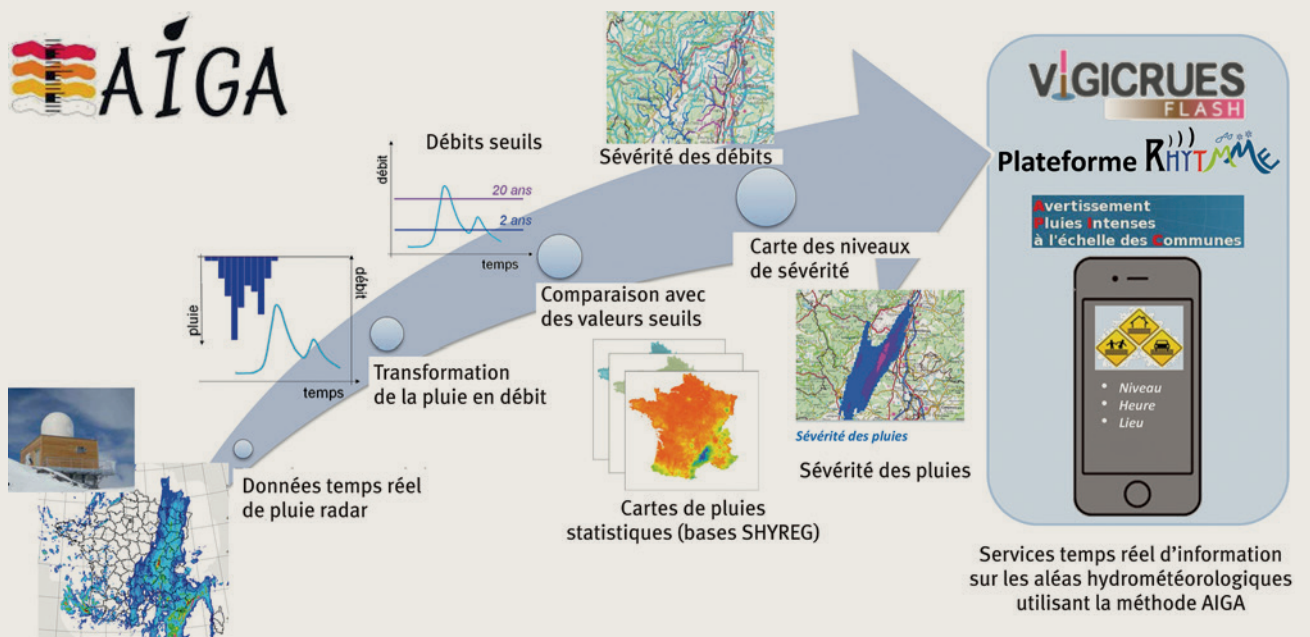 AÍGA
Données temps réel
de pluie radar
pluie
débit
temps
Transformation
de la pluie en débit
Débits seuils
débit
20 ans
2 ans
temps
Comparaison avec
des valeurs seuils
Cartes de pluies
statistiques (bases SHYREG)
Sévérité des débits
Carte des niveaux
de sévérité
Sévérité des pluies
Sévérité des pluies
VIGICRUES
FLASH
Plateforme RHYTMME
Avertissement
Pluies Intenses
à l'échelle des Communes
• Niveau
• Heure
• Lieu
Services temps réel d'information
sur les aléas hydrométéorologiques
utilisant la méthode AIGA